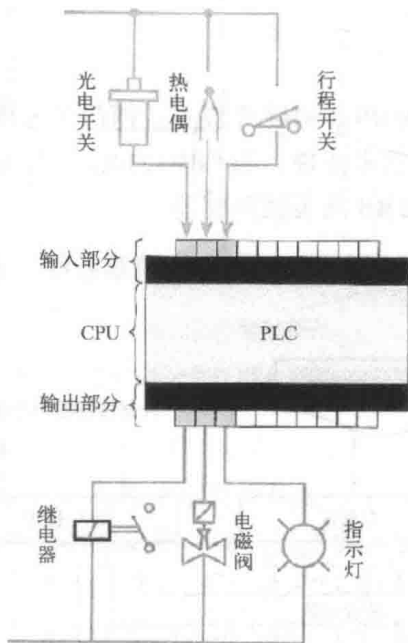 光电开关
热电偶
行程开关
输入部分
CPU
PLC
输出部分
继电器
电磁阀
指示灯